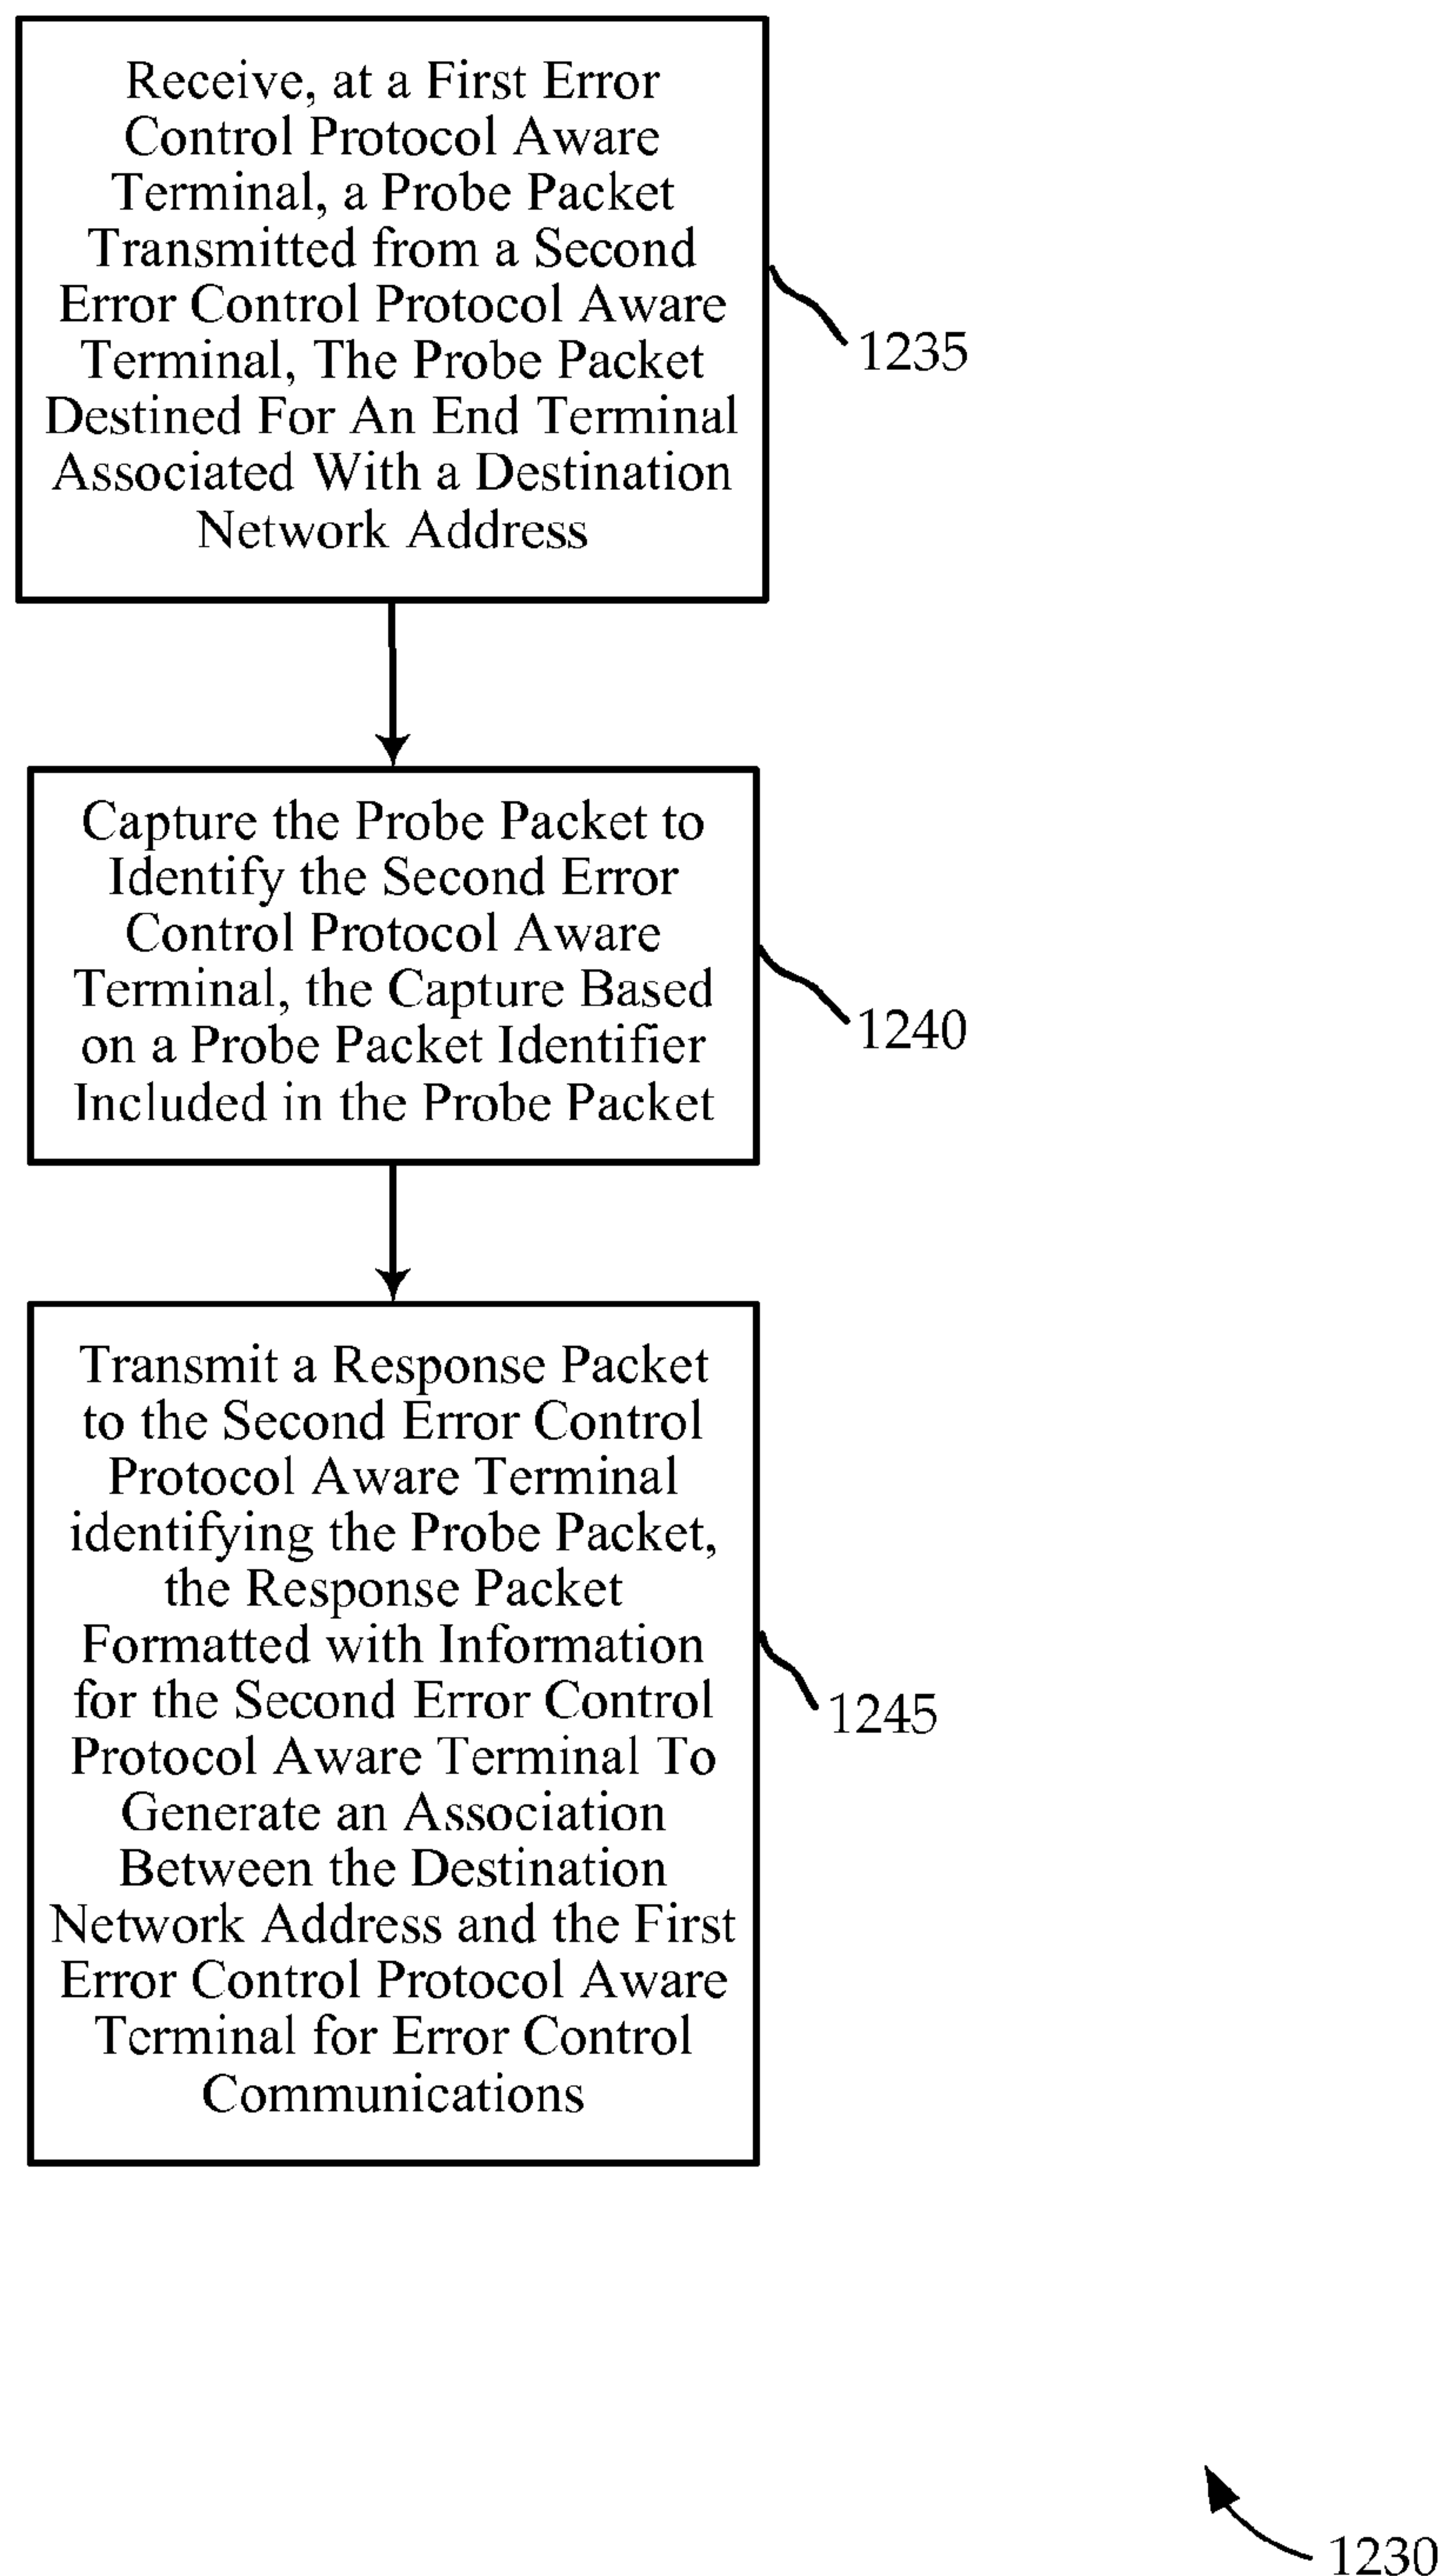 Receive, at a First Error
Control Protocol Aware
Terminal, a Probe Packet
Transmitted from a Second
Error Control Protocol Aware
Terminal, The Probe Packet
Destined For An End Terminal
Associated With a Destination
Network Address
1235
Capture the Probe Packet to
Identify the Second Error
Control Protocol Aware
Terminal, the Capture Based
on a Probe Packet Identifier
Included in the Probe Packet
1240
Transmit a Response Packet
to the Second Error Control
Protocol Aware Terminal
identifying the Probe Packet,
the Response Packet
Formatted with Information
for the Second Error Control
Protocol Aware Terminal To
Generate an Association
Between the Destination
Network Address and the First
Error Control Protocol Aware
Terminal for Error Control
Communications
1245
1230